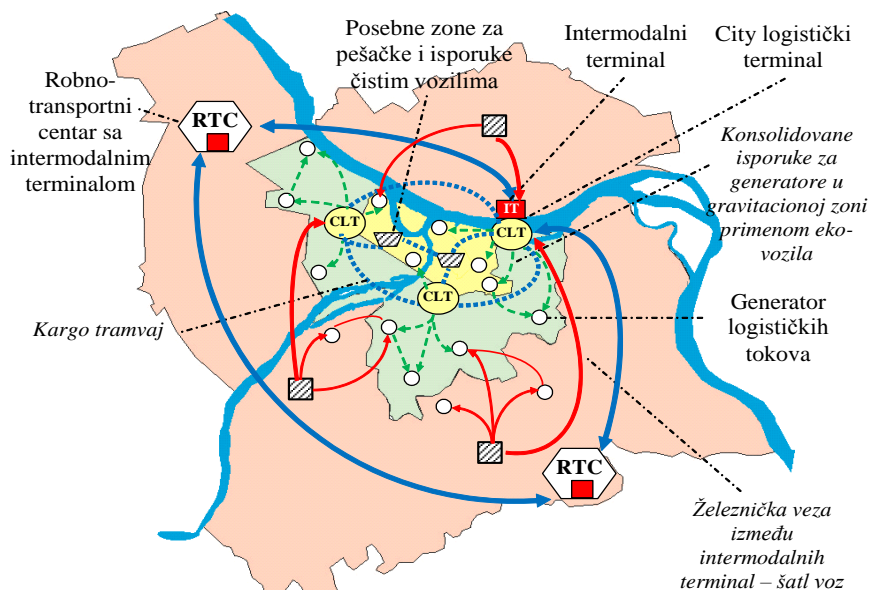 Posebne zone za
pešačke i isporuke
čistim vozilima
Intermodalni
terminal
City logistički
terminal
Robno-
transportni
centar sa
intermodalnim
terminalom
RTC
Konsolidovane
isporuke za
generatore u
gravitacionoj zoni
primenom eko-
vozila
IT
CLT
CLT
CLT
Kargo tramvaj
Generator
logističkih
tokova
RTC
Železnička veza
između
intermodalnih
terminal – šatl voz